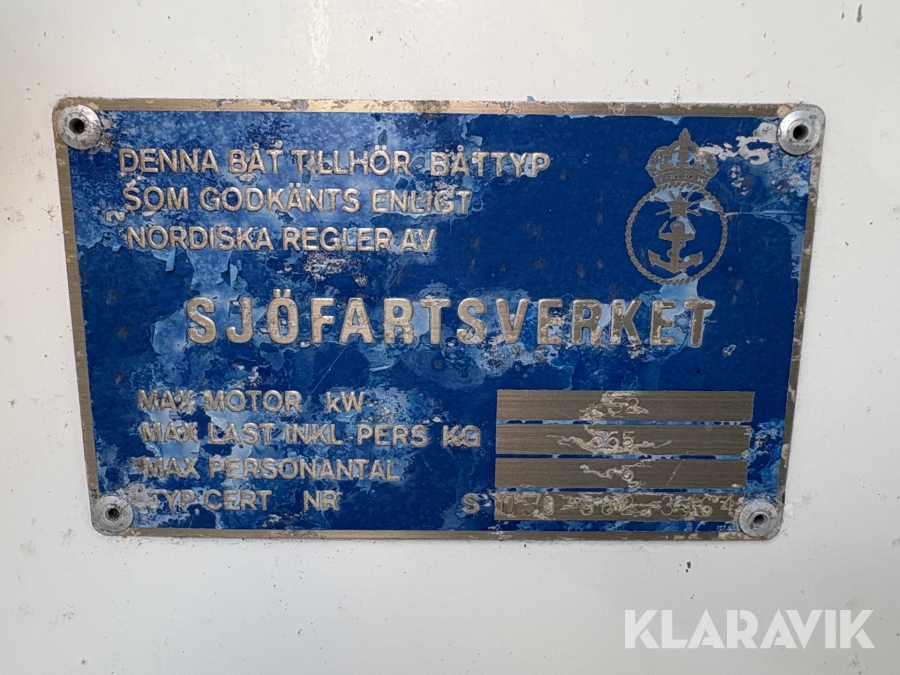 DENNA BÅT TILLHÖR BÅTTYP
SOM GODKÄNTS ENLIGT
NORDISKA REGLER AV
SJÖFARTSVERKET
MAX MOTOR kW
MAX LAST INKL PERS KG
MAX PERSONANTAL
TYP CERT NR S
KLARAVIK